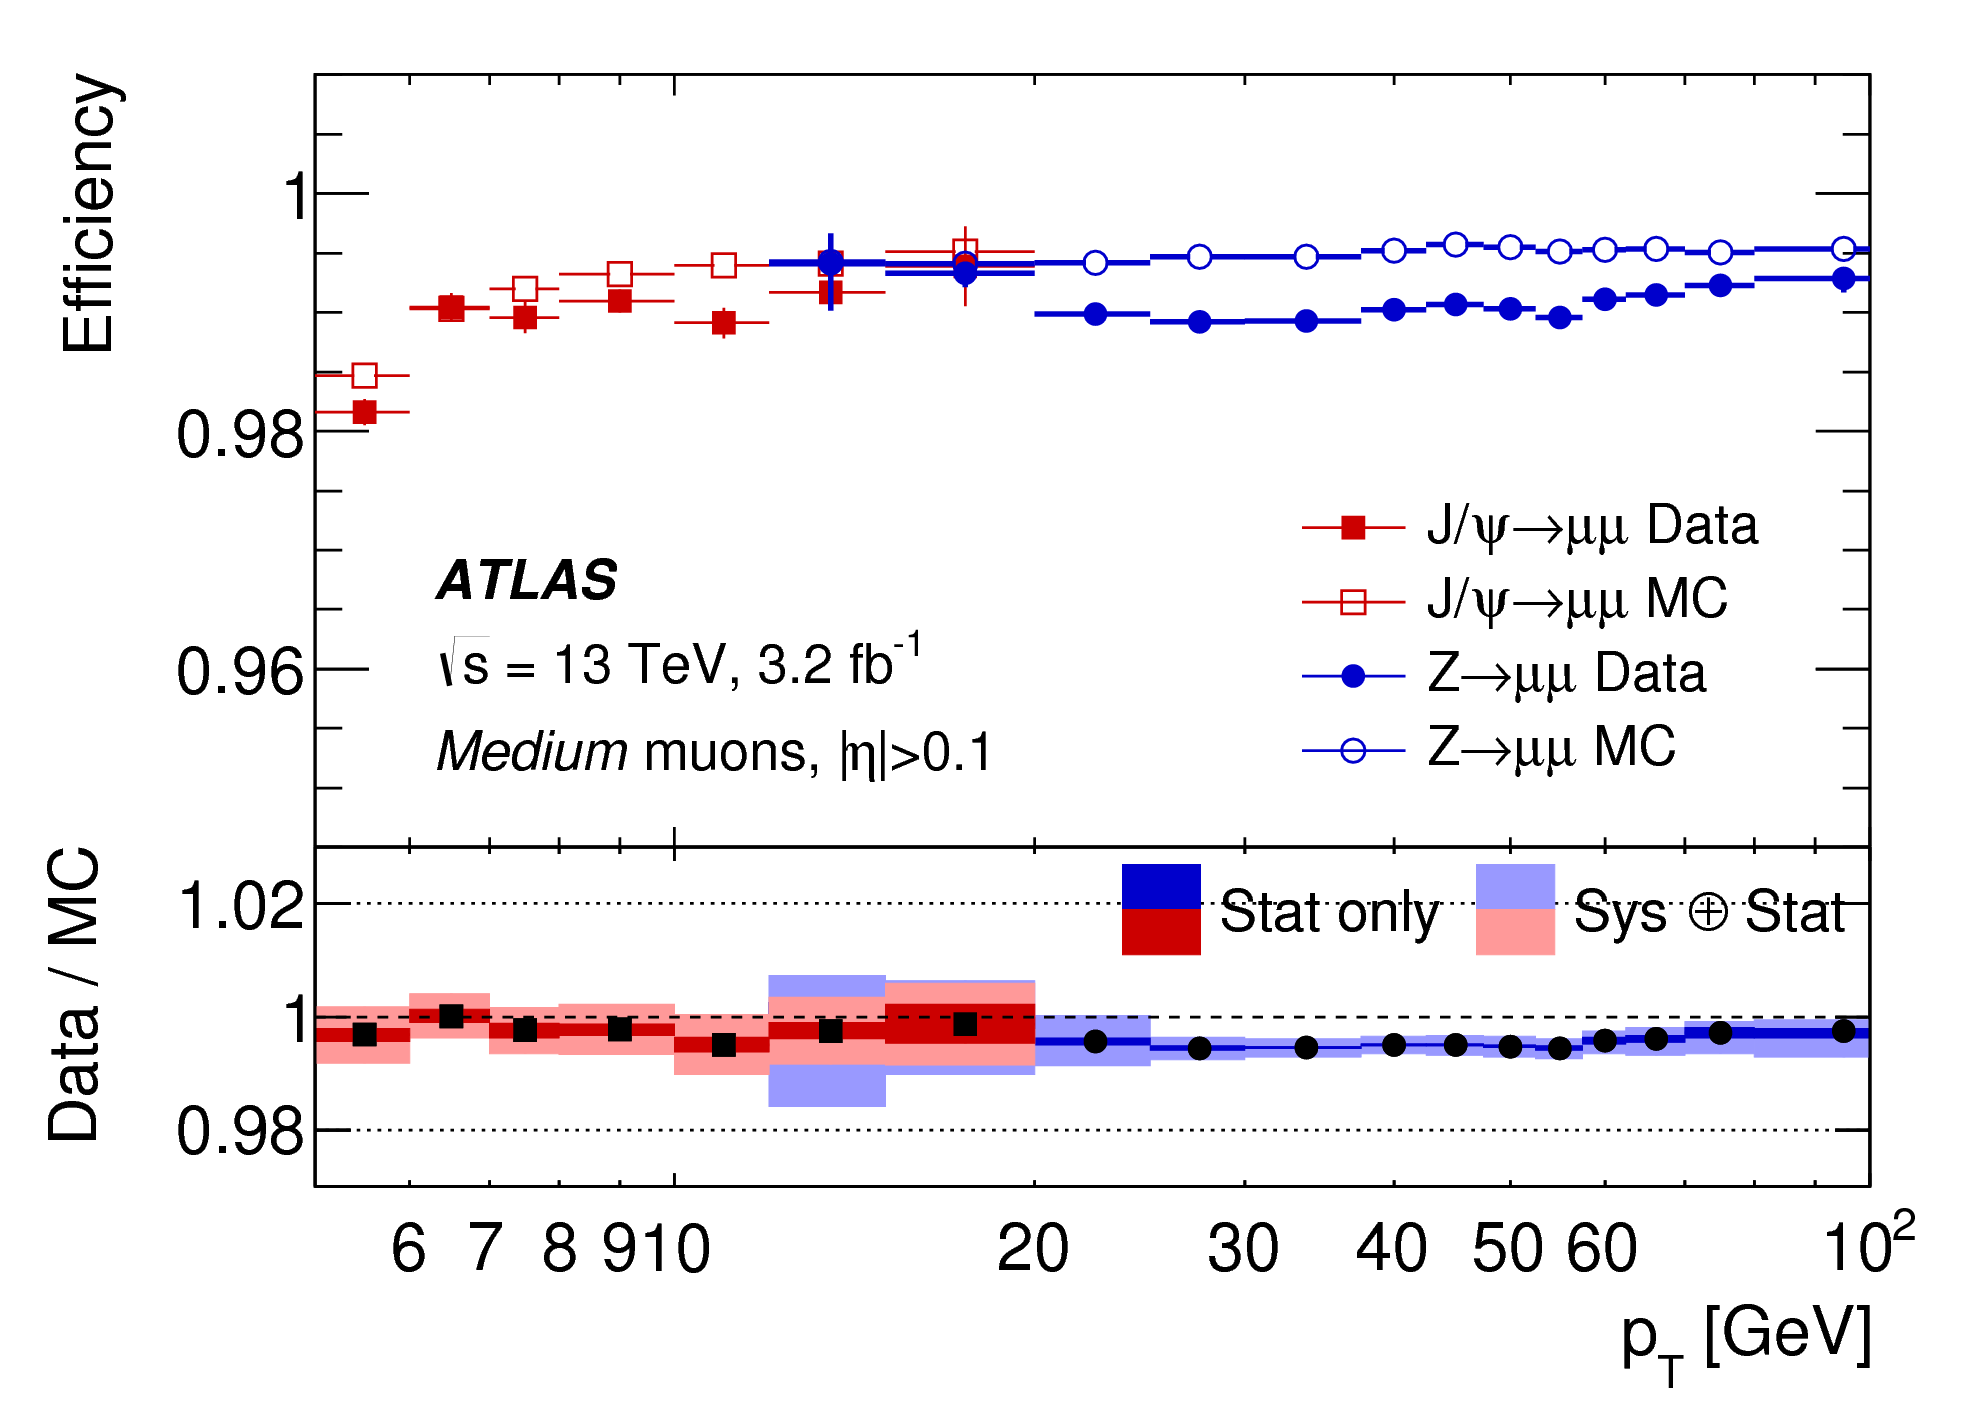 Efficiency
1
0.98
0.96
ATLAS
√s = 13 TeV, 3.2 fb⁻¹
Medium muons, |η|>0.1
J/ψ→μμ Data
J/ψ→μμ MC
Z→μμ Data
Z→μμ MC
Data / MC
1.02
1
0.98
Stat only
Sys ⊕ Stat
6 7 8 9 10 20 30 40 50 60 10²
p_T [GeV]